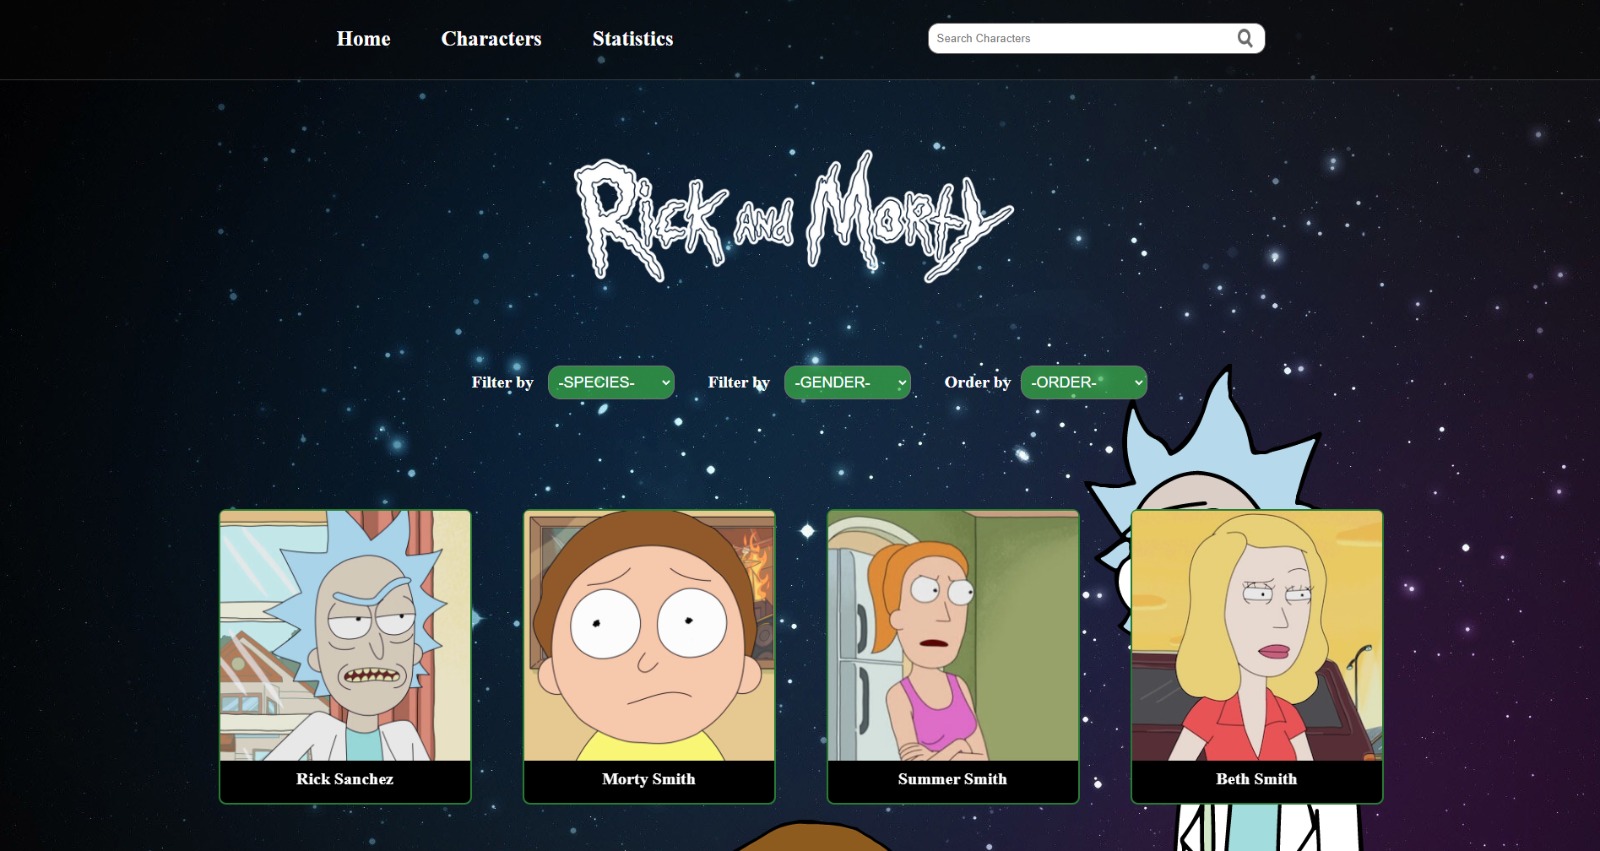 Home Characters Statistics Search Characters
Rick and Morty
Filter by -SPECIES- Filter by -GENDER- Order by -ORDER-
Rick Sanchez Morty Smith Summer Smith Beth Smith